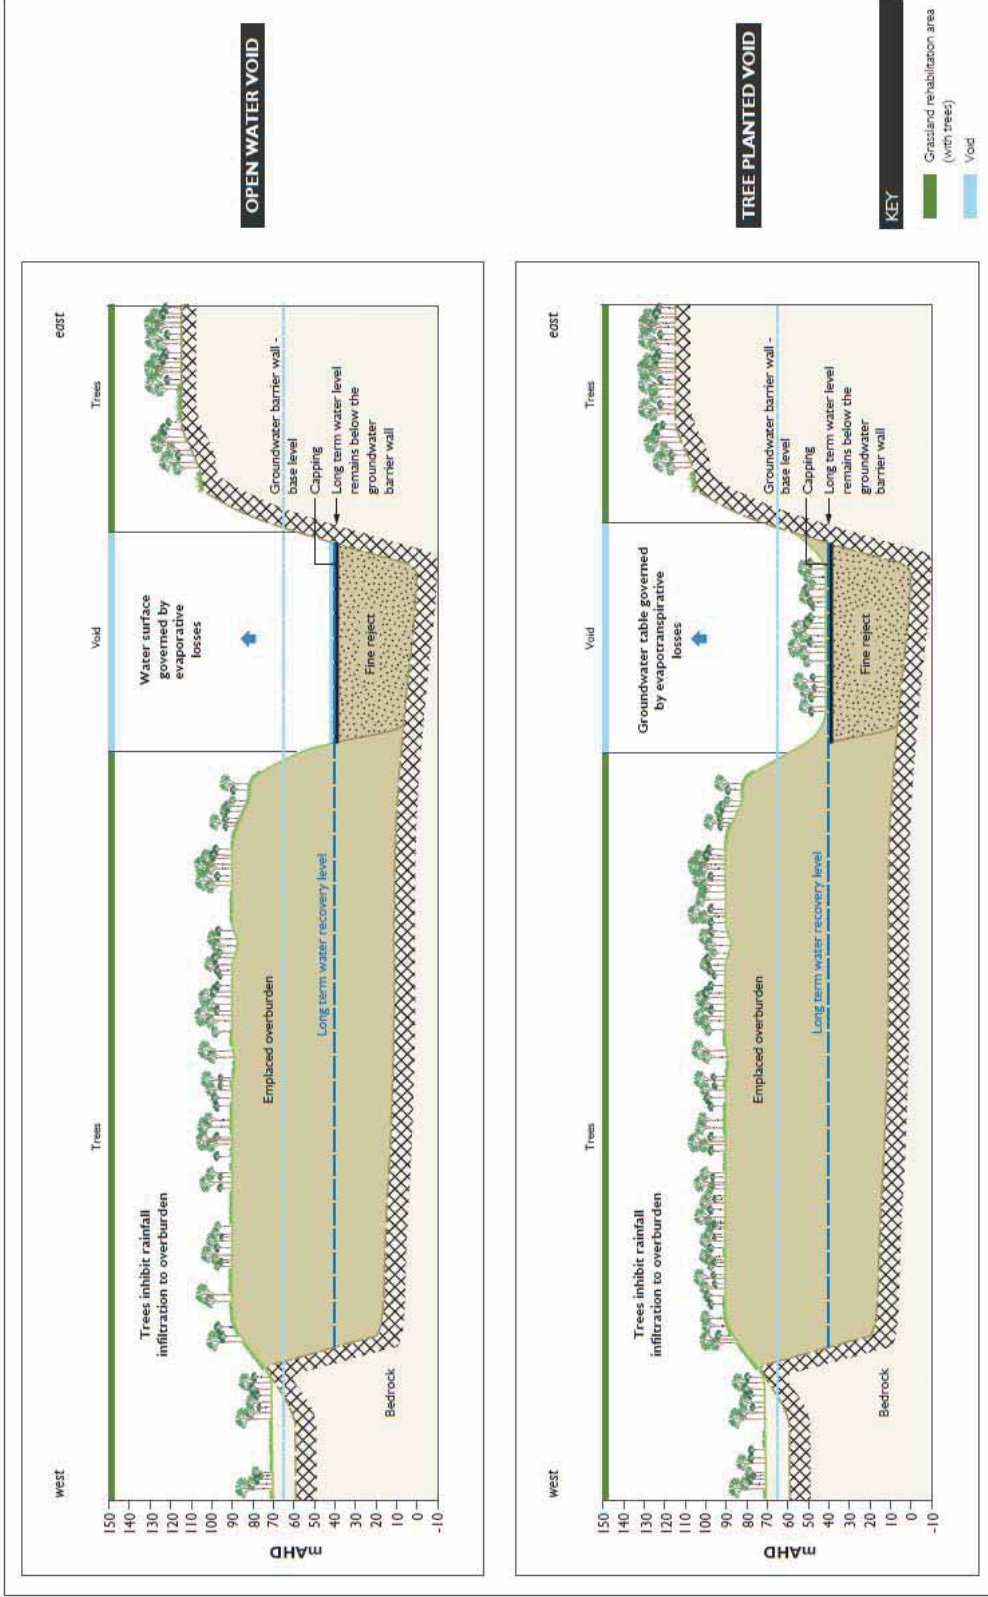 OPEN WATER VOID
west
east
Trees
Void
Trees
150
140
130
120
110
100
90
80
70
60
50
40
30
20
10
0
-10
mAHD
Trees inhibit rainfall
infiltration to overburden
Water surface
governed by
evaporative
losses
Emplaced overburden
Long term water recovery level
Fine reject
Bedrock
Groundwater barrier wall -
base level
Capping
Long term water level
remains below the
groundwater
barrier wall
TREE PLANTED VOID
west
east
Trees
Void
Trees
150
140
130
120
110
100
90
80
70
60
50
40
30
20
10
0
-10
mAHD
Trees inhibit rainfall
infiltration to overburden
Groundwater table governed
by evapotranspirative
losses
Emplaced overburden
Long term water recovery level
Fine reject
Bedrock
Groundwater barrier wall -
base level
Capping
Long term water level
remains below the
groundwater
barrier wall
KEY
Grassland rehabilitation area
(with trees)
Void